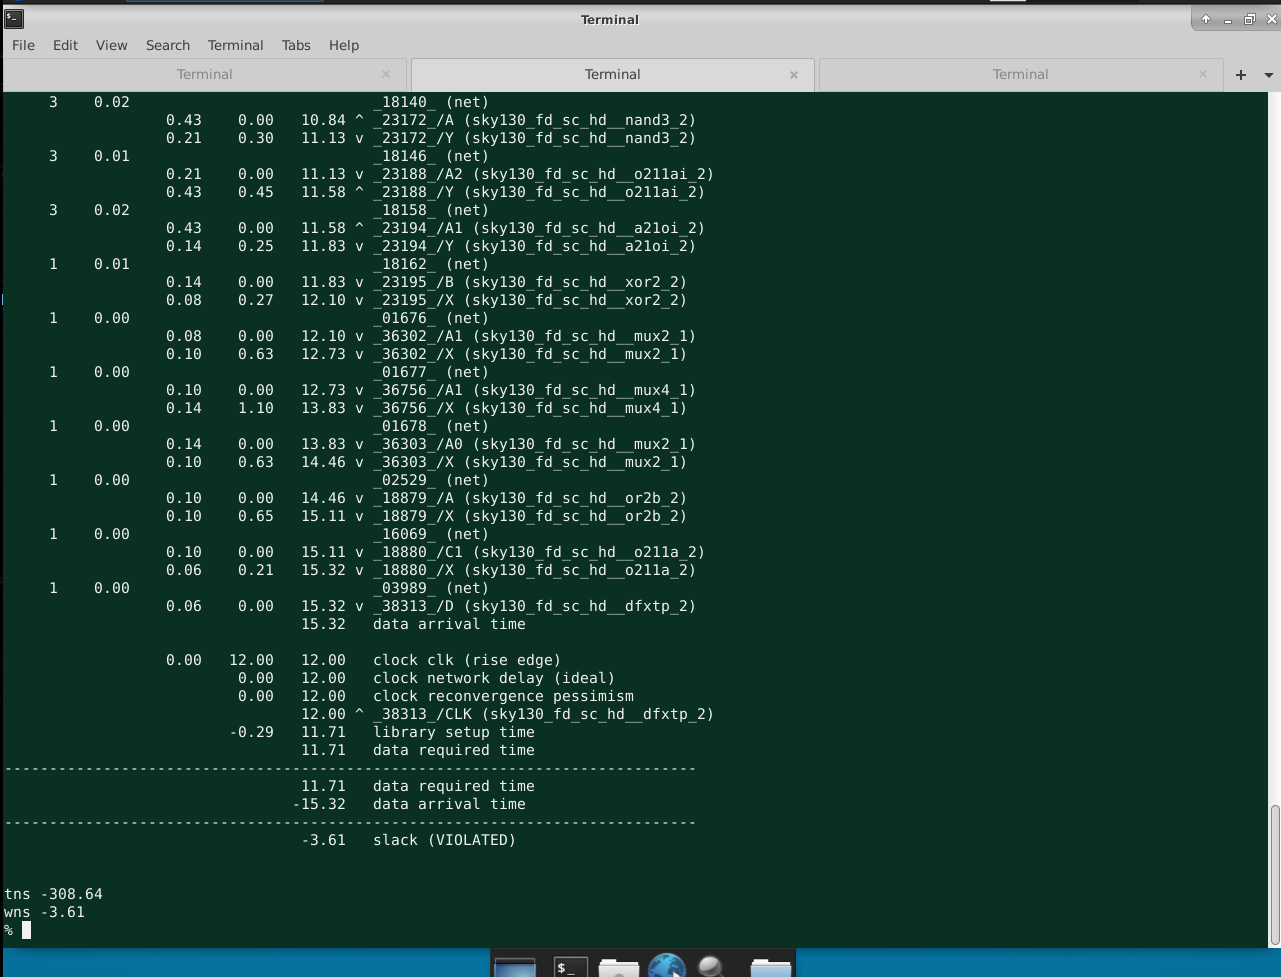 Terminal
File Edit View Search Terminal Tabs Help
Terminal × Terminal × Terminal × +
3 0.02 _18140_ (net)
0.43 0.00 10.84 ^ _23172_/A (sky130_fd_sc_hd__nand3_2)
0.21 0.30 11.13 v _23172_/Y (sky130_fd_sc_hd__nand3_2)
3 0.01 _18146_ (net)
0.21 0.00 11.13 v _23188_/A2 (sky130_fd_sc_hd__o211ai_2)
0.43 0.45 11.58 ^ _23188_/Y (sky130_fd_sc_hd__o211ai_2)
3 0.02 _18158_ (net)
0.43 0.00 11.58 ^ _23194_/A1 (sky130_fd_sc_hd__a21oi_2)
0.14 0.25 11.83 v _23194_/Y (sky130_fd_sc_hd__a21oi_2)
1 0.01 _18162_ (net)
0.14 0.00 11.83 v _23195_/B (sky130_fd_sc_hd__xor2_2)
0.08 0.27 12.10 v _23195_/X (sky130_fd_sc_hd__xor2_2)
1 0.00 _01676_ (net)
0.08 0.00 12.10 v _36302_/A1 (sky130_fd_sc_hd__mux2_1)
0.10 0.63 12.73 v _36302_/X (sky130_fd_sc_hd__mux2_1)
1 0.00 _01677_ (net)
0.10 0.00 12.73 v _36756_/A1 (sky130_fd_sc_hd__mux4_1)
0.14 1.10 13.83 v _36756_/X (sky130_fd_sc_hd__mux4_1)
1 0.00 _01678_ (net)
0.14 0.00 13.83 v _36303_/A0 (sky130_fd_sc_hd__mux2_1)
0.10 0.63 14.46 v _36303_/X (sky130_fd_sc_hd__mux2_1)
1 0.00 _02529_ (net)
0.10 0.00 14.46 v _18879_/A (sky130_fd_sc_hd__or2b_2)
0.10 0.65 15.11 v _18879_/X (sky130_fd_sc_hd__or2b_2)
1 0.00 _16069_ (net)
0.10 0.00 15.11 v _18880_/C1 (sky130_fd_sc_hd__o211a_2)
0.06 0.21 15.32 v _18880_/X (sky130_fd_sc_hd__o211a_2)
1 0.00 _03989_ (net)
0.06 0.00 15.32 v _38313_/D (sky130_fd_sc_hd__dfxtp_2)
15.32 data arrival time
0.00 12.00 12.00 clock clk (rise edge)
0.00 12.00 clock network delay (ideal)
0.00 12.00 clock reconvergence pessimism
12.00 ^ _38313_/CLK (sky130_fd_sc_hd__dfxtp_2)
-0.29 11.71 library setup time
11.71 data required time
-----------------------------------------------------------------------------
11.71 data required time
-15.32 data arrival time
-----------------------------------------------------------------------------
-3.61 slack (VIOLATED)
tns -308.64
wns -3.61
%
$_